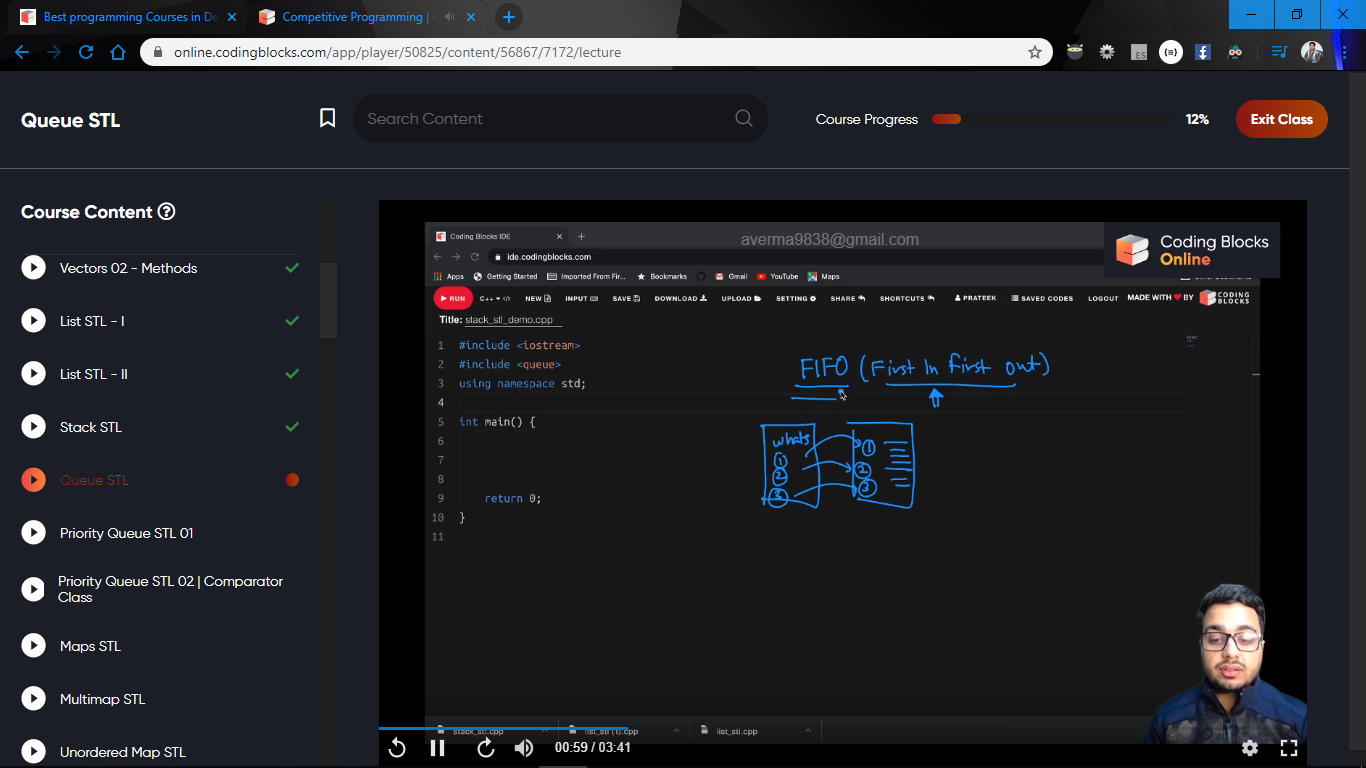 Best programming Courses in De
Competitive Programming |
online.codingblocks.com/app/player/50825/content/56867/7172/lecture
ES
Queue STL
Search Content
Course Progress
12%
Exit Class
Course Content
Vectors 02 - Methods
List STL - I
List STL - II
Stack STL
Queue STL
Priority Queue STL 01
Priority Queue STL 02 | Comparator
Class
Maps STL
Multimap STL
Unordered Map STL
Coding Blocks IDE
averma9838@gmail.com
Coding Blocks
Online
ide.codingblocks.com
Apps Getting Started Imported From Fir... Bookmarks Gmail YouTube Maps
RUN C++ NEW INPUT SAVE DOWNLOAD UPLOAD SETTING SHARE SHORTCUTS PRATEEK SAVED CODES LOGOUT MADE WITH BY CODING BLOCKS
Title: stack_stl_demo.cpp
1 #include <iostream>
2 #include <queue>
3 using namespace std;
4
5 int main() {
6
7
8
9 return 0;
10 }
11
FIFO (First In First out)
whats
1 1
2 2
3 3
stack_stl.cpp list_stl (1).cpp list_stl.cpp
00:59 / 03:41